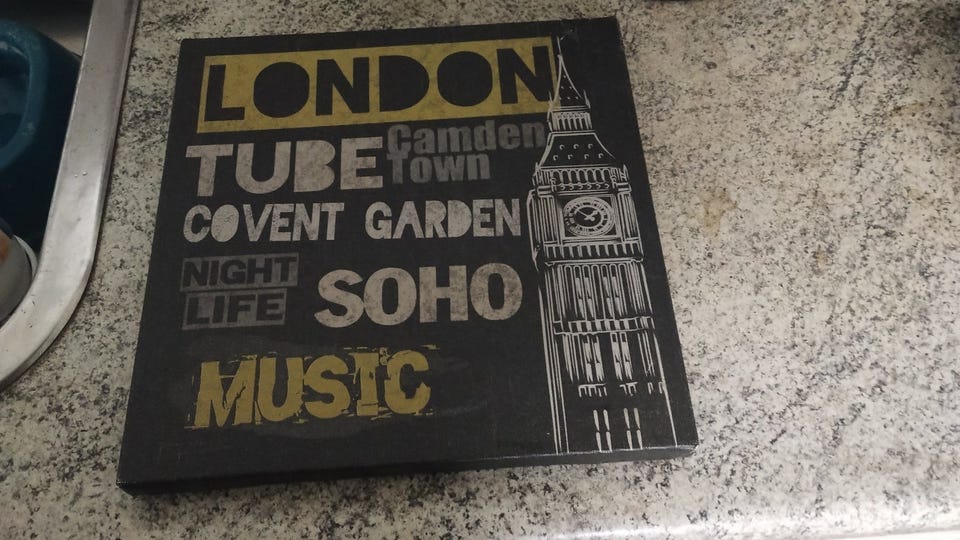 LONDON
TUBE
Camden
Town
COVENT GARDEN
NIGHT
LIFE
SOHO
MUSIC